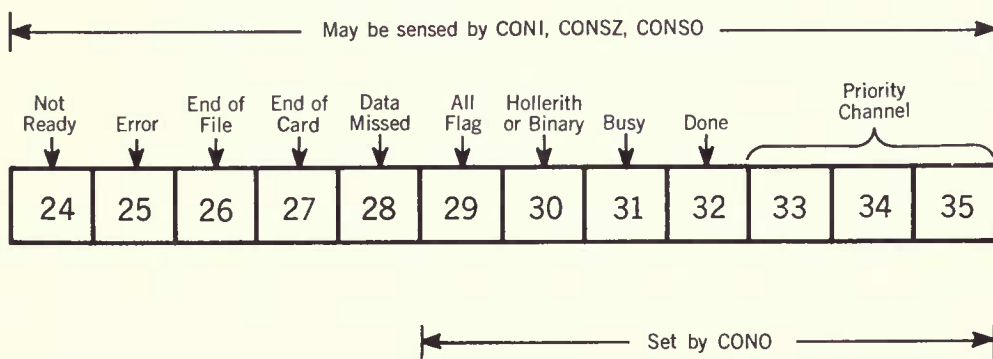 May be sensed by CONI, CONSZ, CONSO
Not Ready
Error
End of File
End of Card
Data Missed
All Flag
Hollerith or Binary
Busy
Done
Priority Channel
24 25 26 27 28 29 30 31 32 33 34 35
Set by CONO